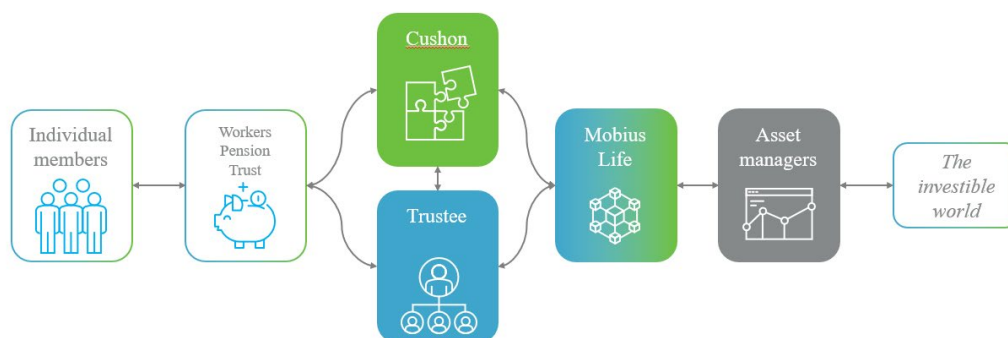 Individual
members
Workers
Pension
Trust
Cushon
Trustee
Mobius
Life
Asset
managers
The
investible
world